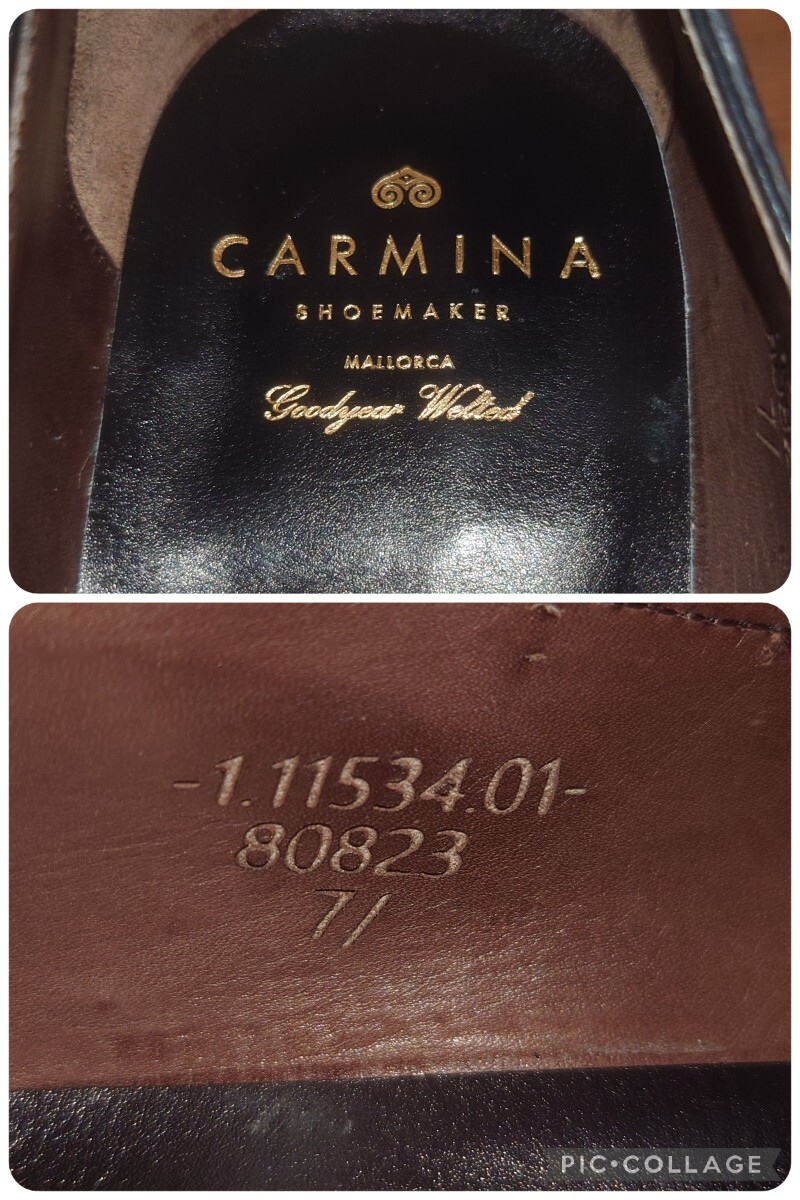 CARMINA
SHOEMAKER
MALLORCA
Goodyear Welted
-1.11534.01-
80823
7/
PIC•COLLAGE